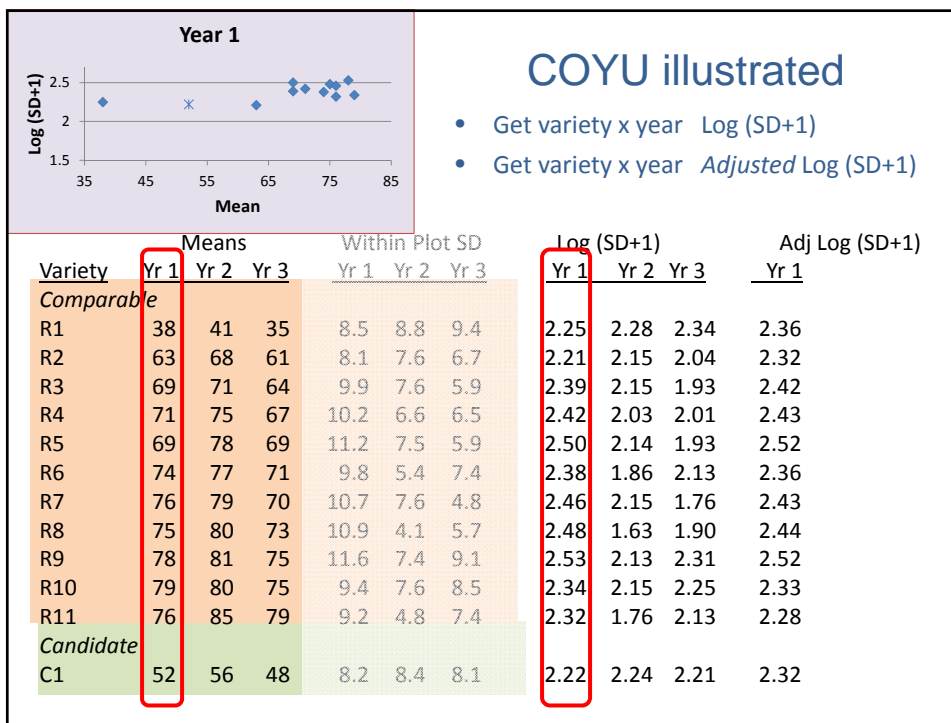 Year 1
Log (SD+1)
2.5
2
1.5
35 45 55 65 75 85
Mean
COYU illustrated
• Get variety x year Log (SD+1)
• Get variety x year Adjusted Log (SD+1)
Means Within Plot SD Log (SD+1) Adj Log (SD+1)
Variety Yr 1 Yr 2 Yr 3 Yr 1 Yr 2 Yr 3 Yr 1 Yr 2 Yr 3 Yr 1
Comparable
R1 38 41 35 8.5 8.8 9.4 2.25 2.28 2.34 2.36
R2 63 68 61 8.1 7.6 6.7 2.21 2.15 2.04 2.32
R3 69 71 64 9.9 7.6 5.9 2.39 2.15 1.93 2.42
R4 71 75 67 10.2 6.6 6.5 2.42 2.03 2.01 2.43
R5 69 78 69 11.2 7.5 5.9 2.50 2.14 1.93 2.52
R6 74 77 71 9.8 5.4 7.4 2.38 1.86 2.13 2.36
R7 76 79 70 10.7 7.6 4.8 2.46 2.15 1.76 2.43
R8 75 80 73 10.9 4.1 5.7 2.48 1.63 1.90 2.44
R9 78 81 75 11.6 7.4 9.1 2.53 2.13 2.31 2.52
R10 79 80 75 9.4 7.6 8.5 2.34 2.15 2.25 2.33
R11 76 85 79 9.2 4.8 7.4 2.32 1.76 2.13 2.28
Candidate
C1 52 56 48 8.2 8.4 8.1 2.22 2.24 2.21 2.32